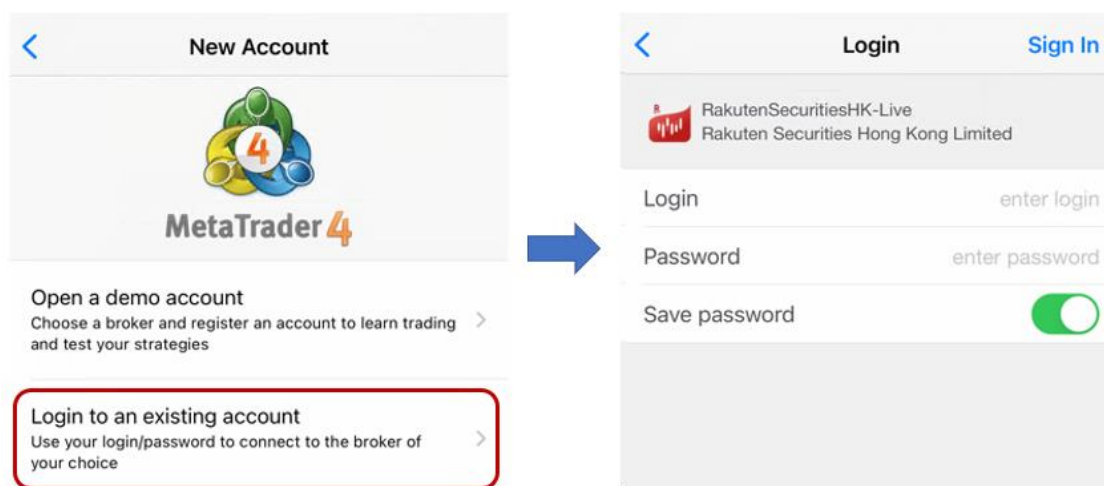 New Account
4
MetaTrader 4
Open a demo account
Choose a broker and register an account to learn trading
and test your strategies
Login to an existing account
Use your login/password to connect to the broker of
your choice
Login
Sign In
R
RakutenSecuritiesHK-Live
Rakuten Securities Hong Kong Limited
Login
enter login
Password
enter password
Save password